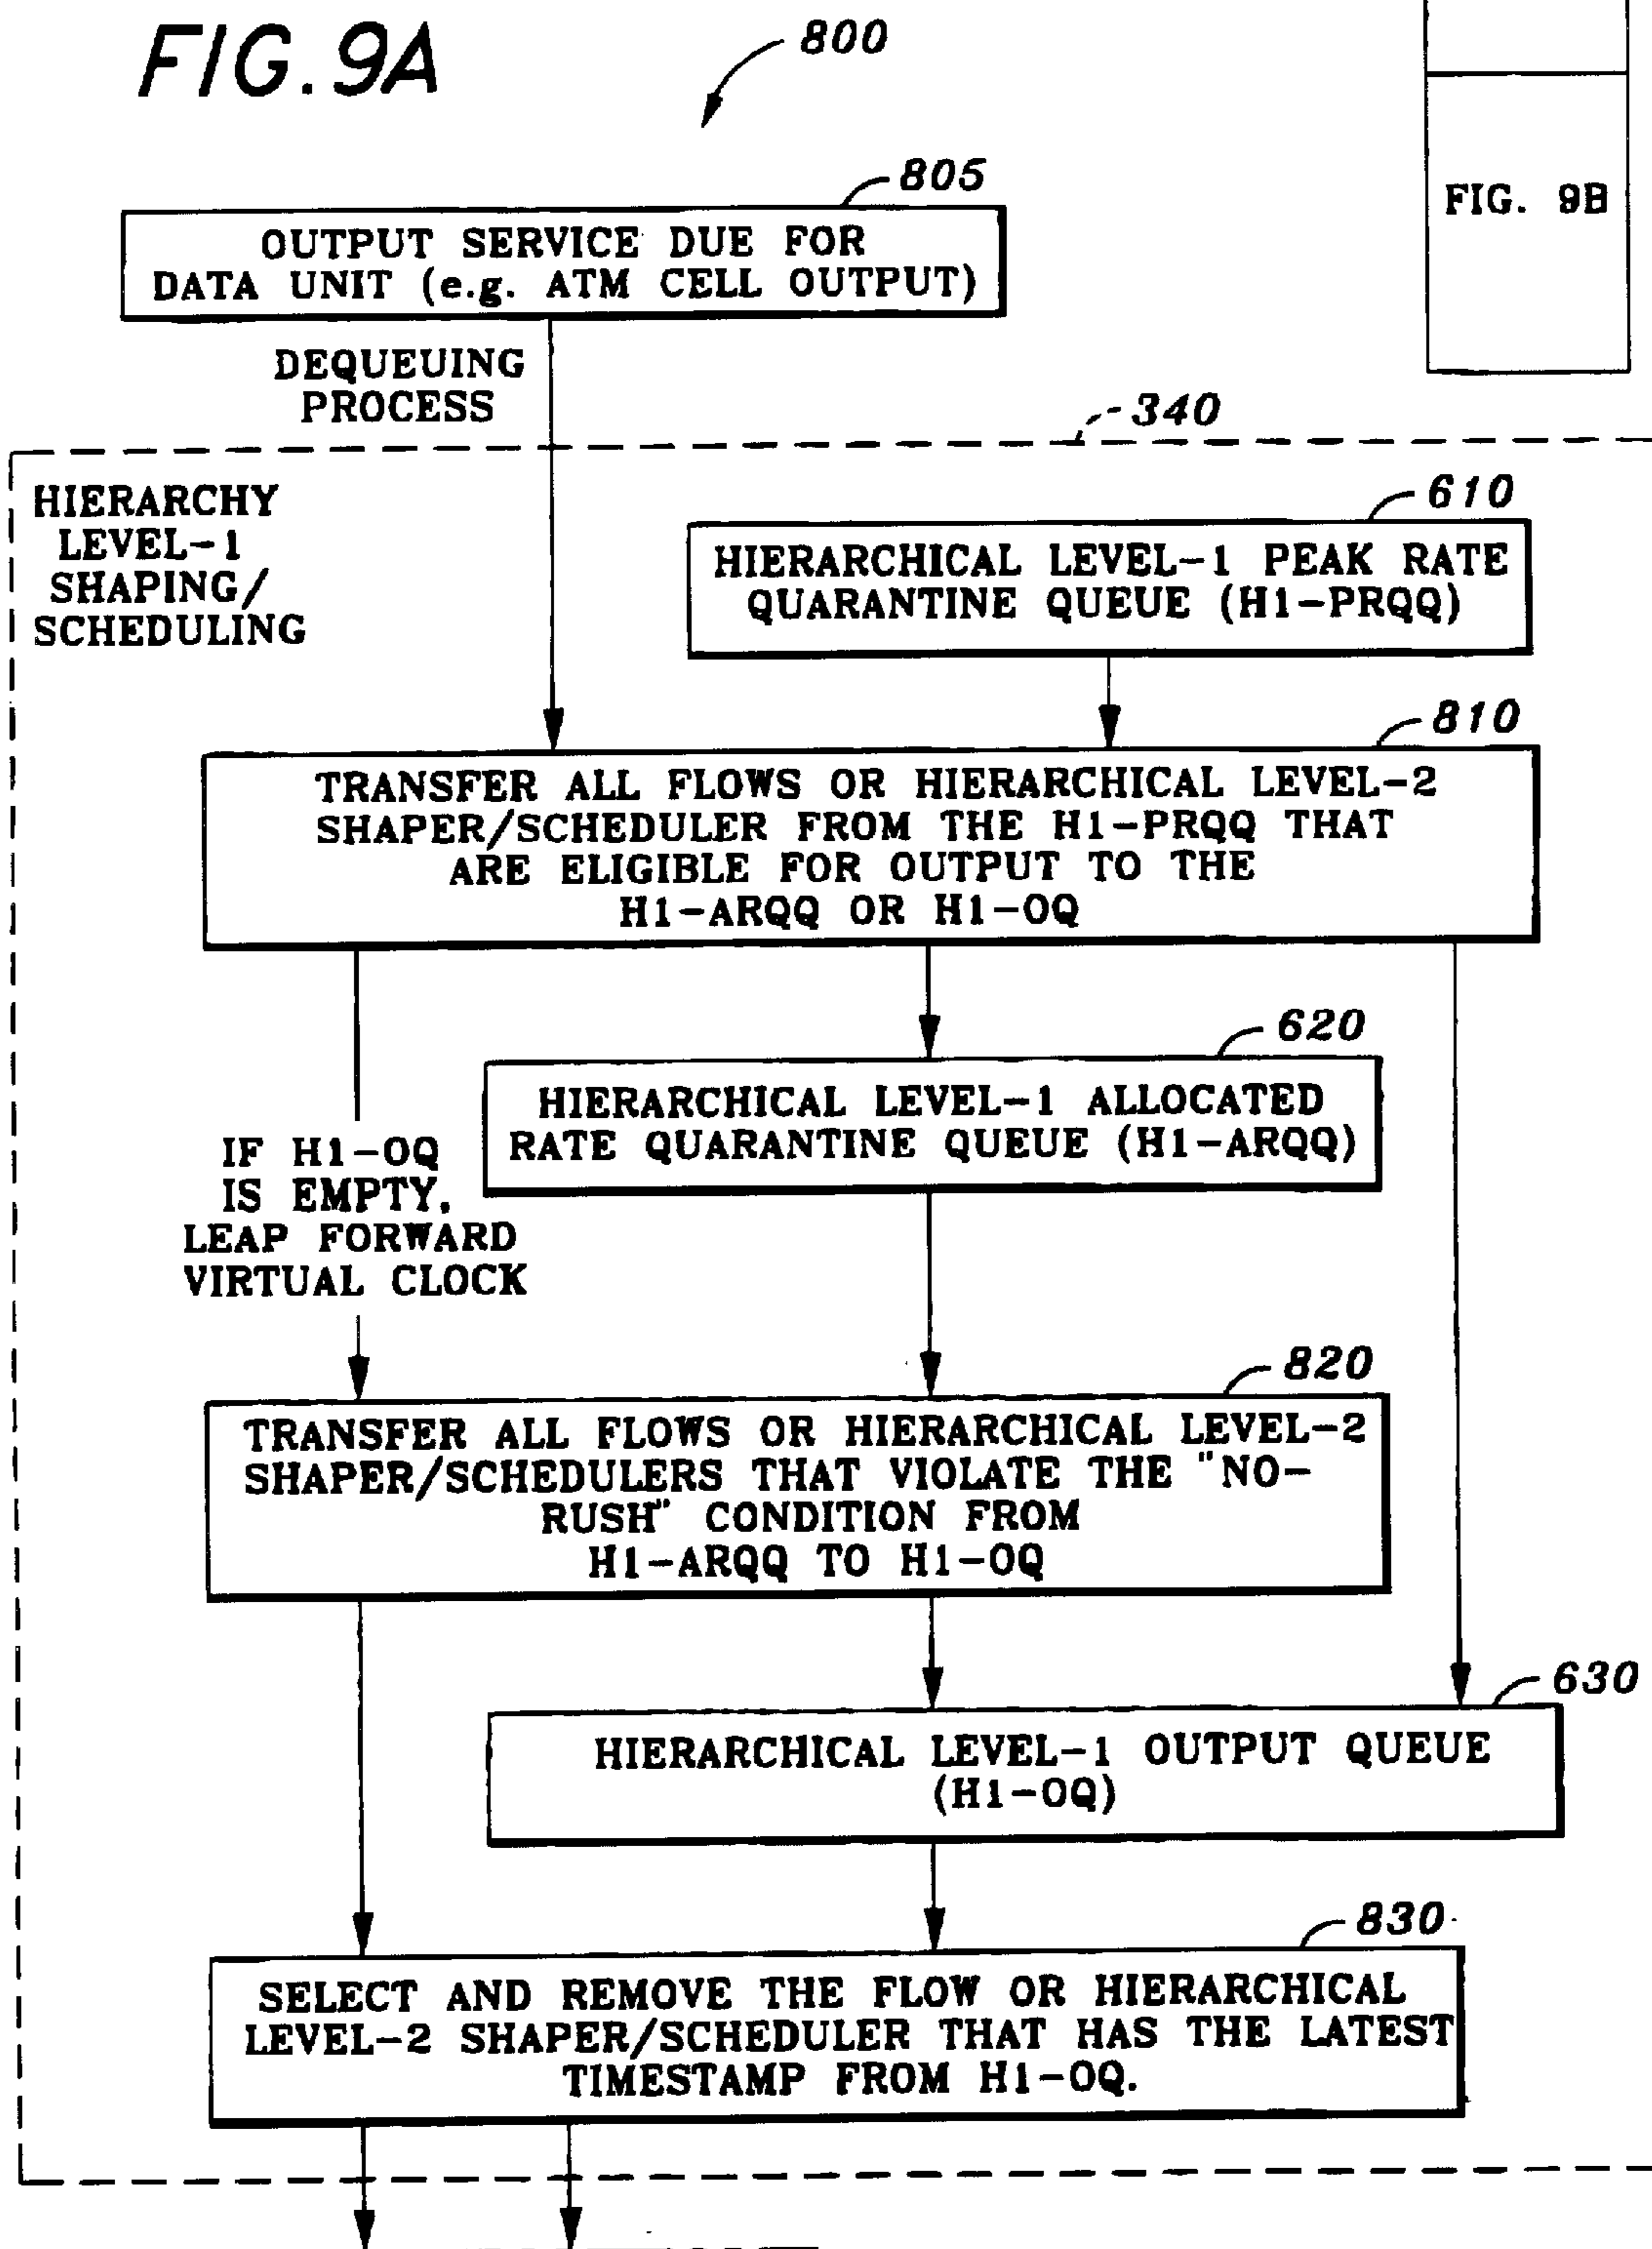 FIG. 9A
800
FIG. 9B
805
OUTPUT SERVICE DUE FOR
DATA UNIT (e.g. ATM CELL OUTPUT)
DEQUEUING
PROCESS
340
HIERARCHY
LEVEL-1
SHAPING/
SCHEDULING
610
HIERARCHICAL LEVEL-1 PEAK RATE
QUARANTINE QUEUE (H1-PRQQ)
810
TRANSFER ALL FLOWS OR HIERARCHICAL LEVEL-2
SHAPER/SCHEDULER FROM THE H1-PRQQ THAT
ARE ELIGIBLE FOR OUTPUT TO THE
H1-ARQQ OR H1-OQ
620
HIERARCHICAL LEVEL-1 ALLOCATED
RATE QUARANTINE QUEUE (H1-ARQQ)
IF H1-OQ
IS EMPTY,
LEAP FORWARD
VIRTUAL CLOCK
820
TRANSFER ALL FLOWS OR HIERARCHICAL LEVEL-2
SHAPER/SCHEDULERS THAT VIOLATE THE "NO-
RUSH" CONDITION FROM
H1-ARQQ TO H1-OQ
630
HIERARCHICAL LEVEL-1 OUTPUT QUEUE
(H1-OQ)
830
SELECT AND REMOVE THE FLOW OR HIERARCHICAL
LEVEL-2 SHAPER/SCHEDULER THAT HAS THE LATEST
TIMESTAMP FROM H1-OQ.